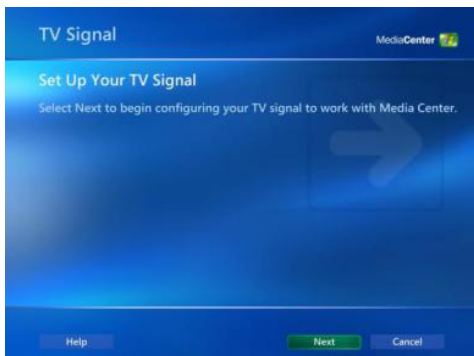 TV Signal
MediaCenter
Set Up Your TV Signal
Select Next to begin configuring your TV signal to work with Media Center.
Help
Next
Cancel